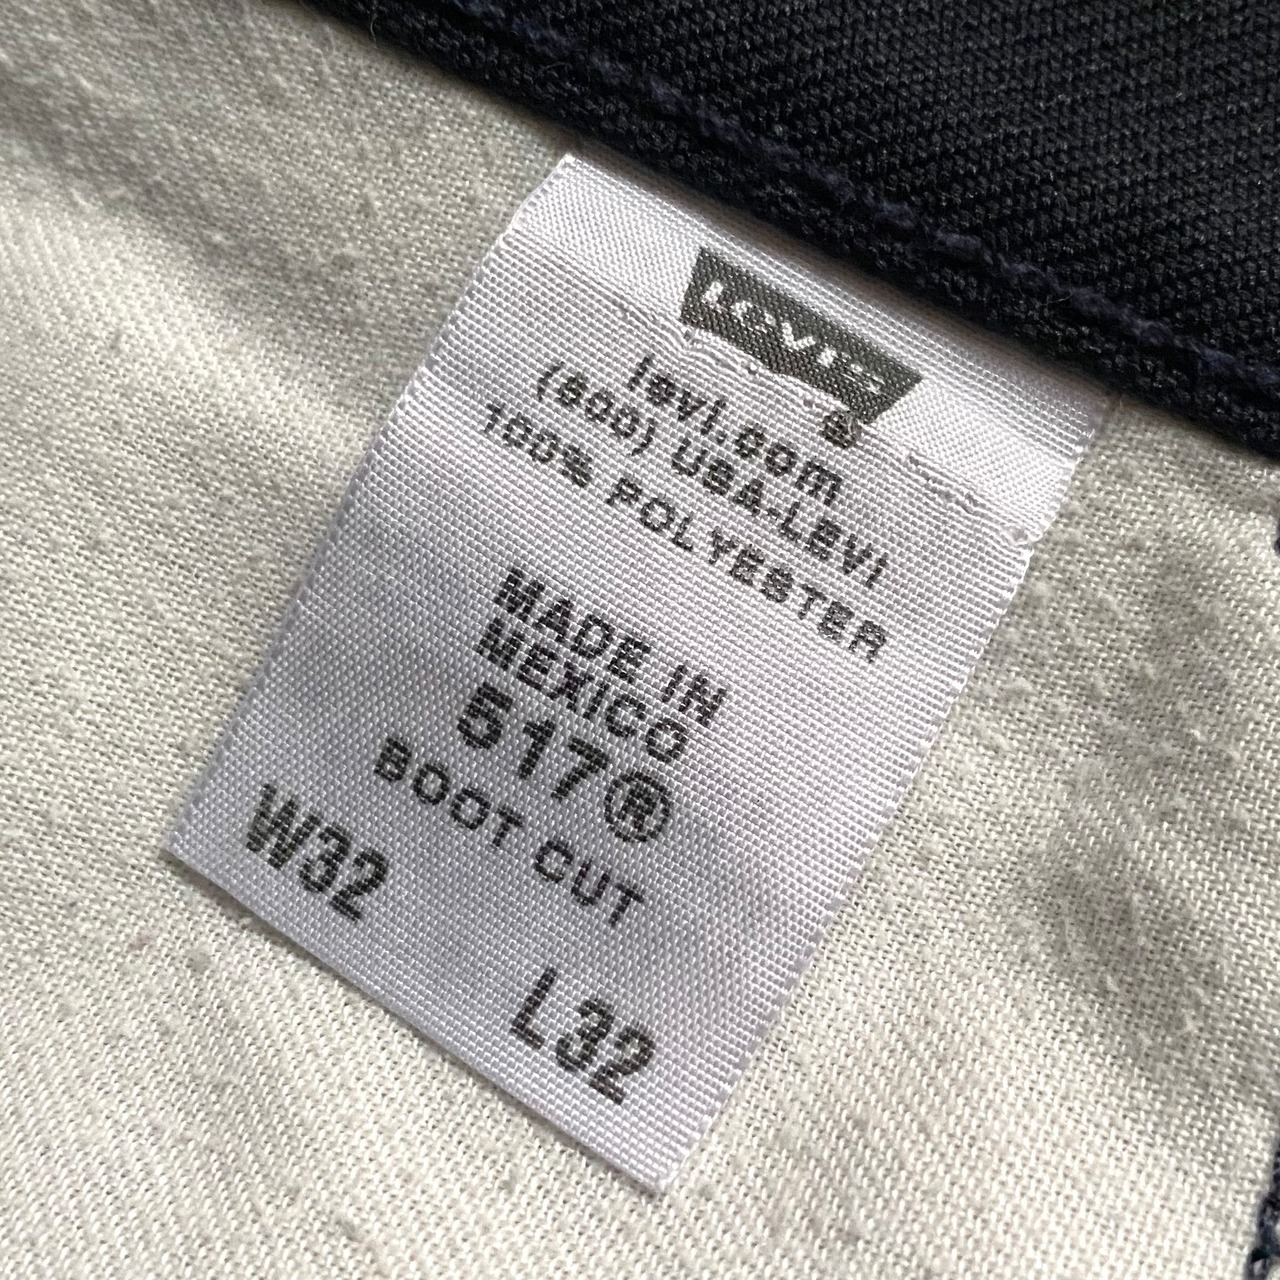 LEVI'S
®
levi.com
(800) USA-LEVI
100% POLYESTER
MADE IN
MEXICO
517®
BOOT CUT
W32
L32